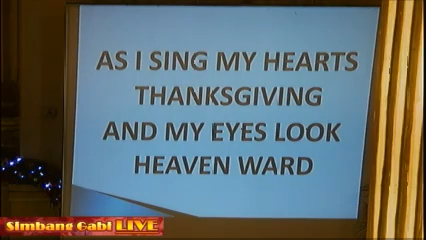 AS I SING MY HEARTS
THANKSGIVING
AND MY EYES LOOK
HEAVEN WARD
SImbang GabI LIVE